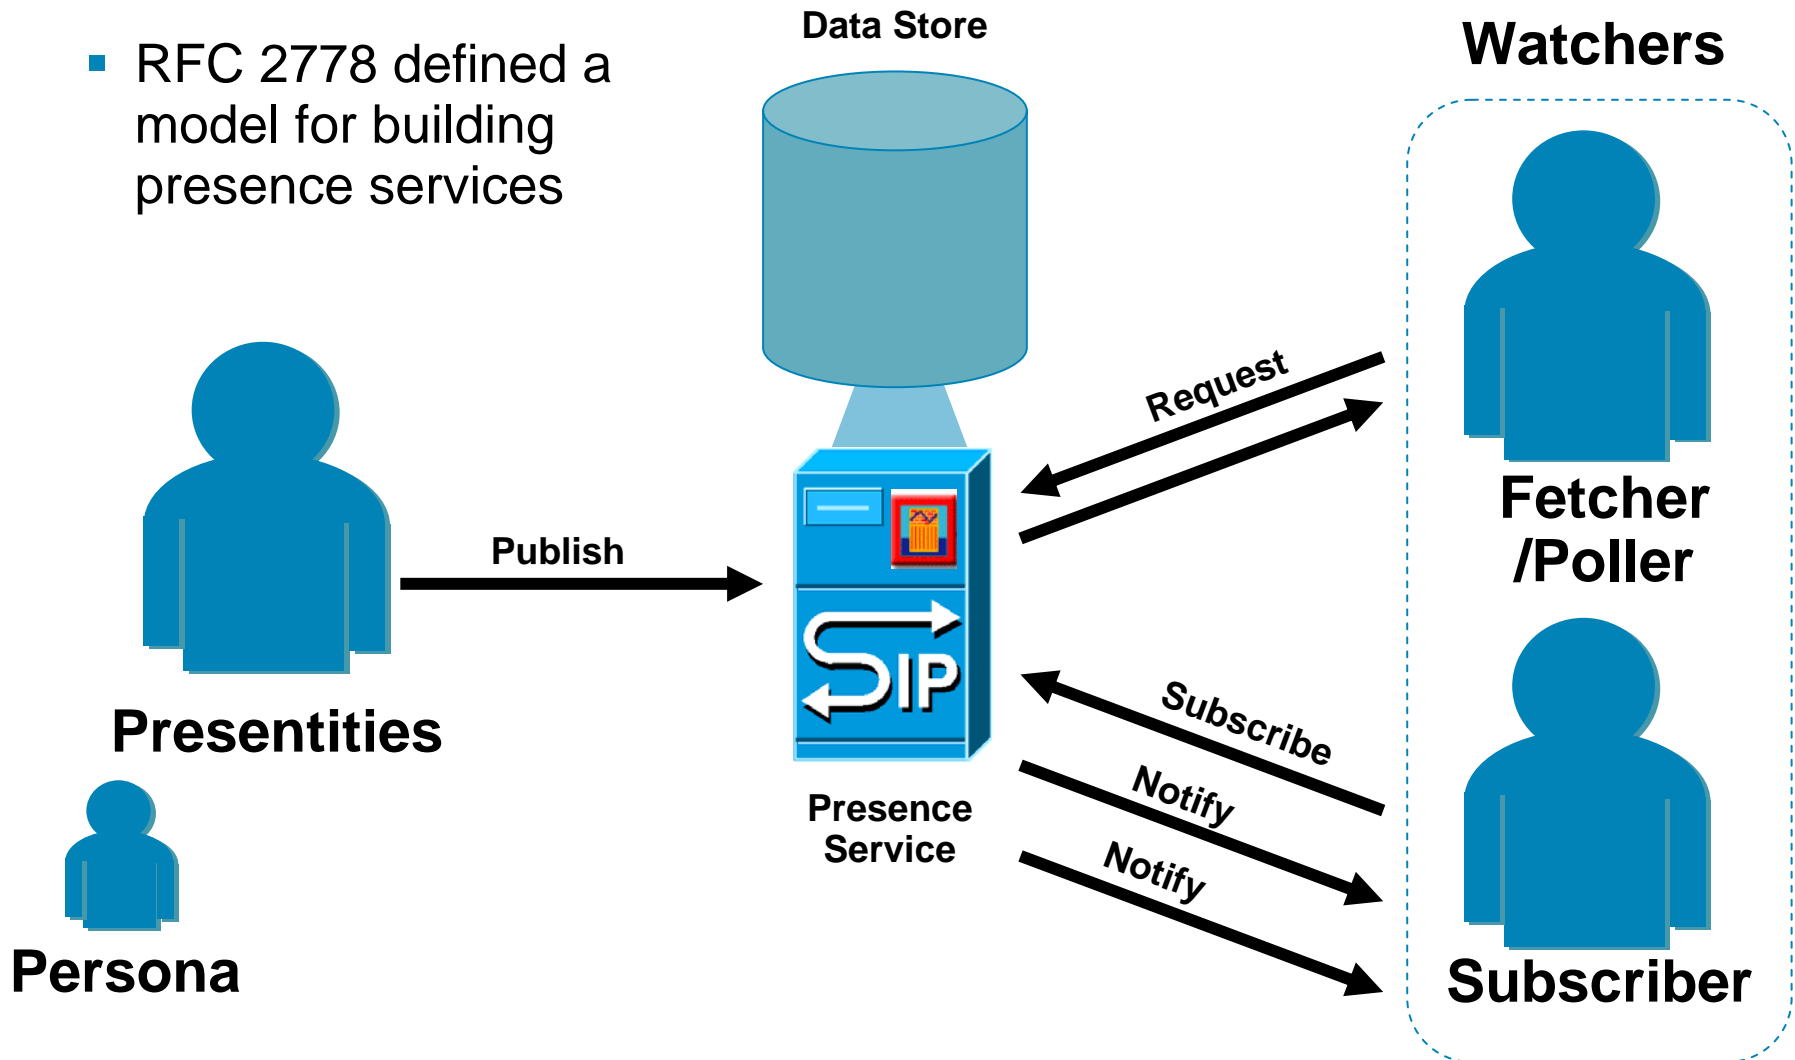 RFC 2778 defined a
model for building
presence services
Data Store
Watchers
Request
Fetcher
/Poller
Publish
SIP
Presentities
Subscribe
Notify
Notify
Presence
Service
Persona
Subscriber